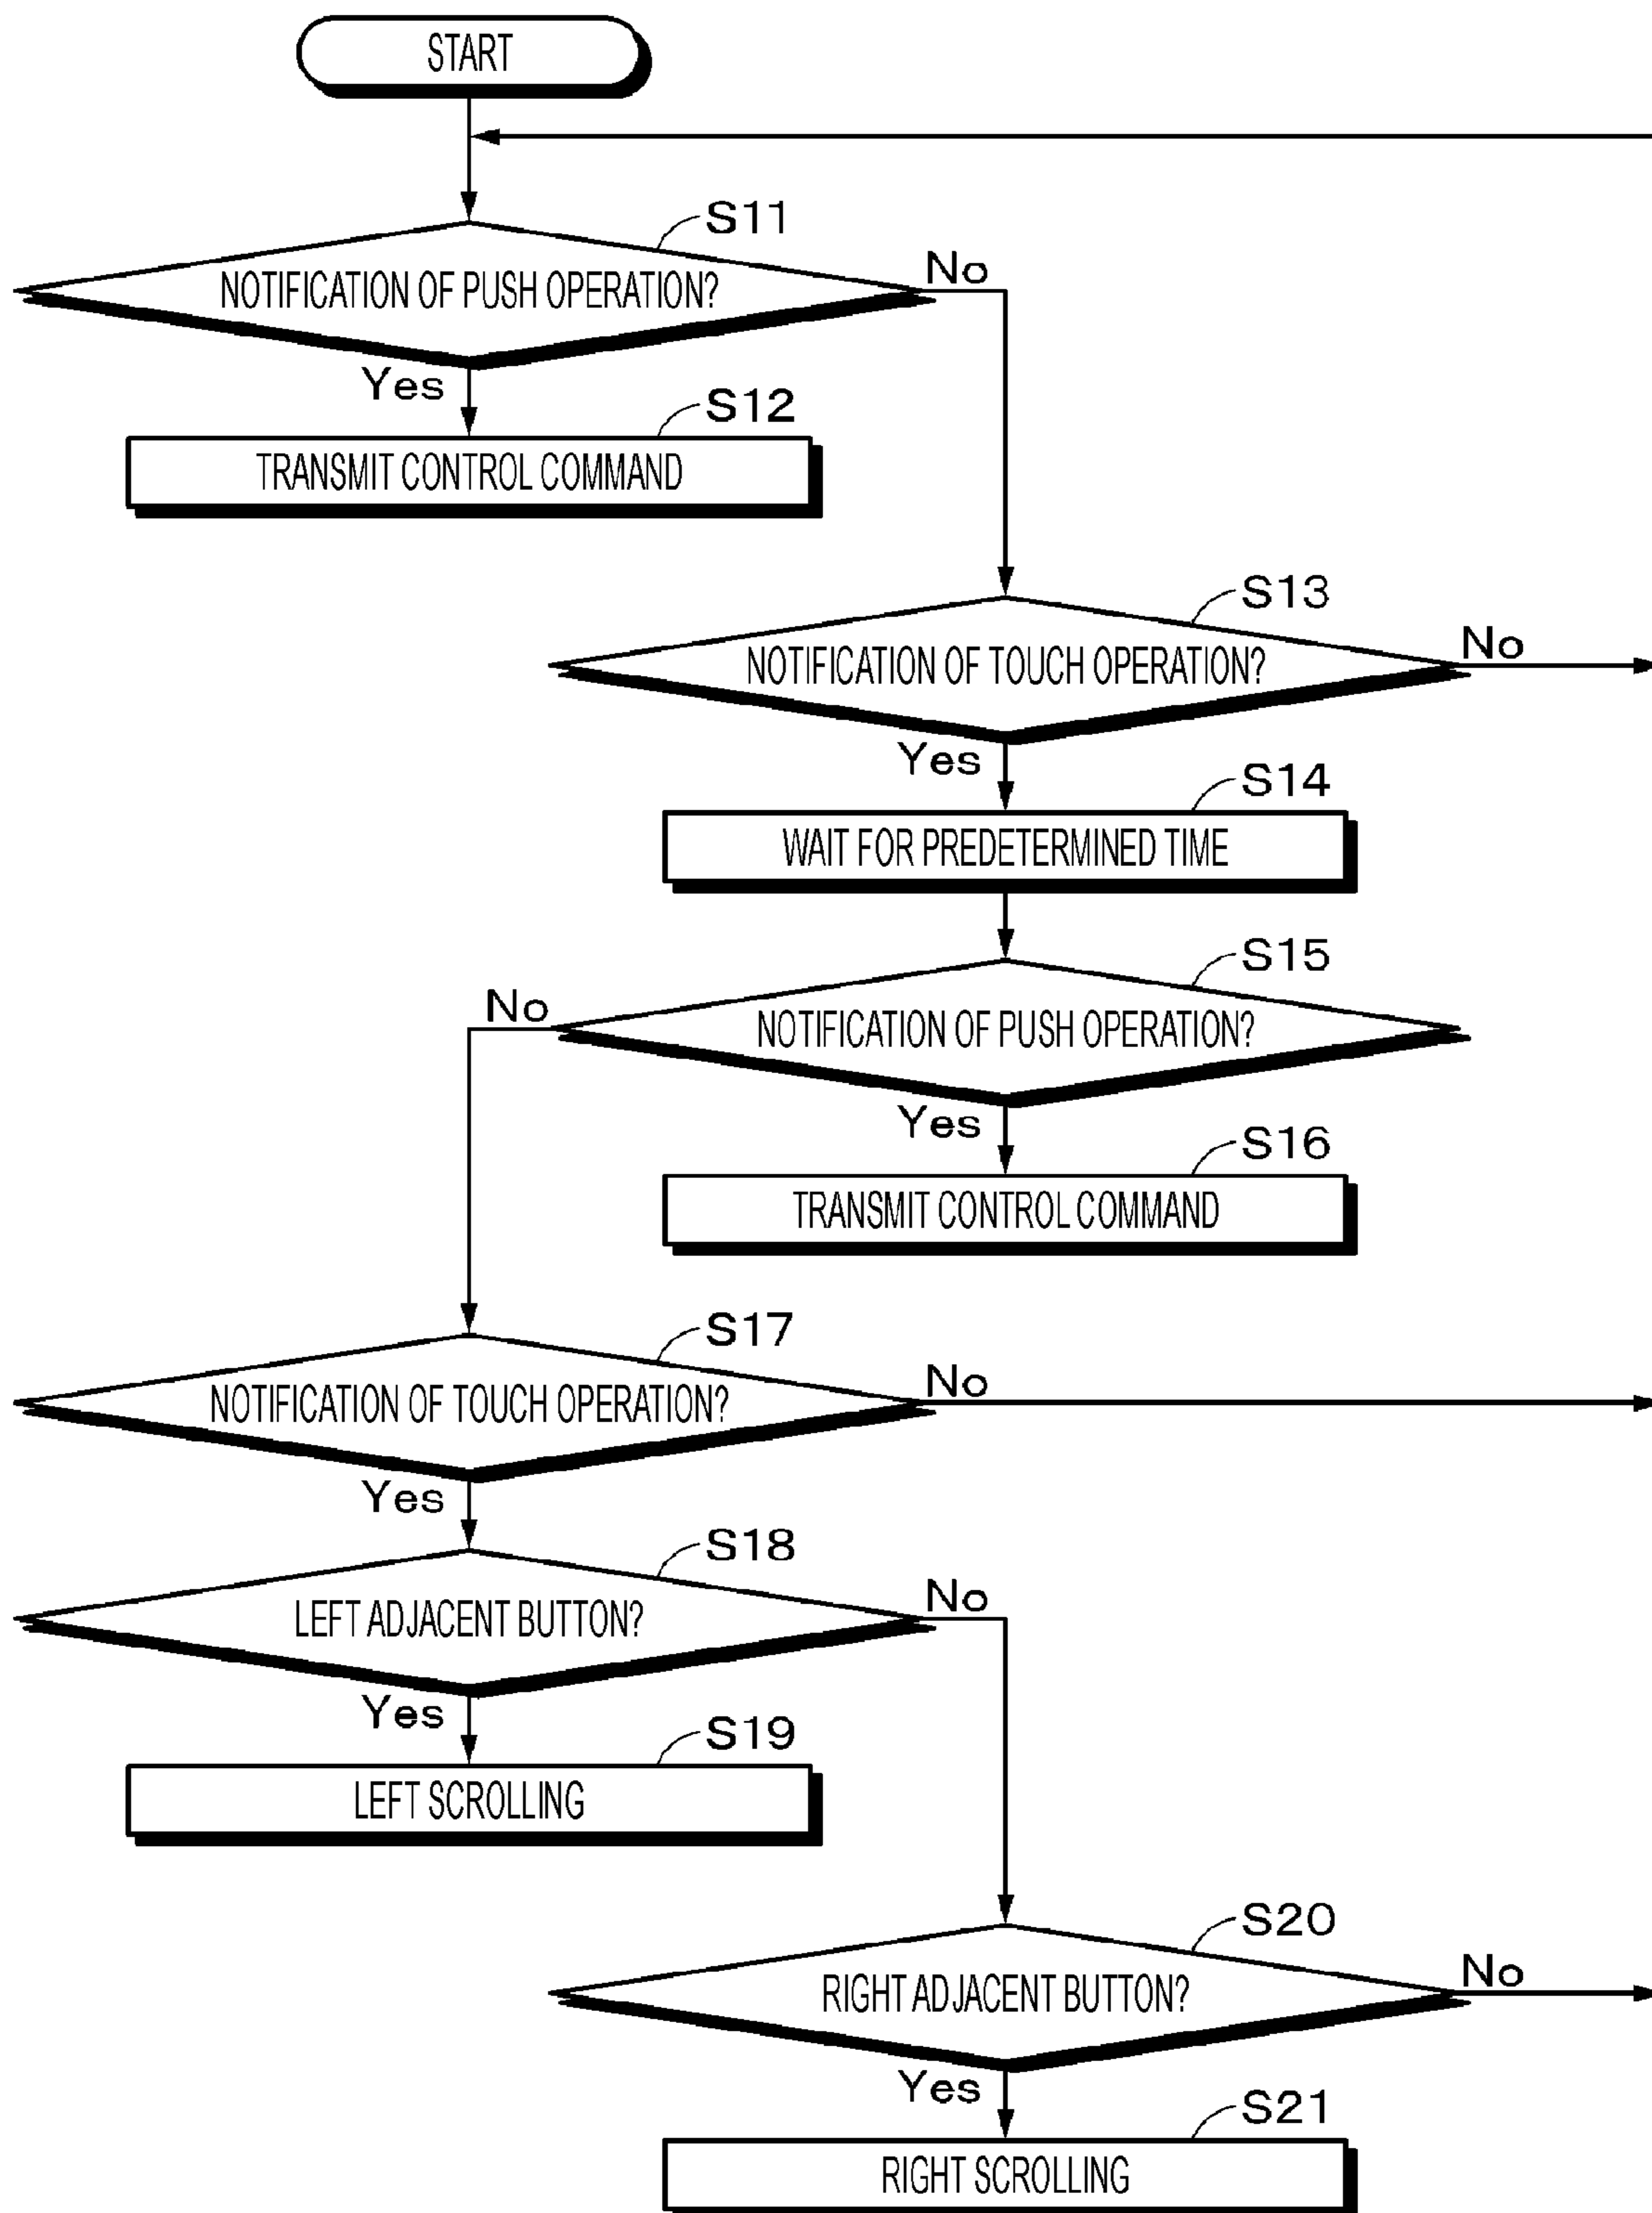 START
S11
NOTIFICATION OF PUSH OPERATION?
No
Yes
S12
TRANSMIT CONTROL COMMAND
S13
NOTIFICATION OF TOUCH OPERATION?
No
Yes
S14
WAIT FOR PREDETERMINED TIME
S15
No
NOTIFICATION OF PUSH OPERATION?
Yes
S16
TRANSMIT CONTROL COMMAND
S17
NOTIFICATION OF TOUCH OPERATION?
No
Yes
S18
LEFT ADJACENT BUTTON?
No
Yes
S19
LEFT SCROLLING
S20
RIGHT ADJACENT BUTTON?
No
Yes
S21
RIGHT SCROLLING